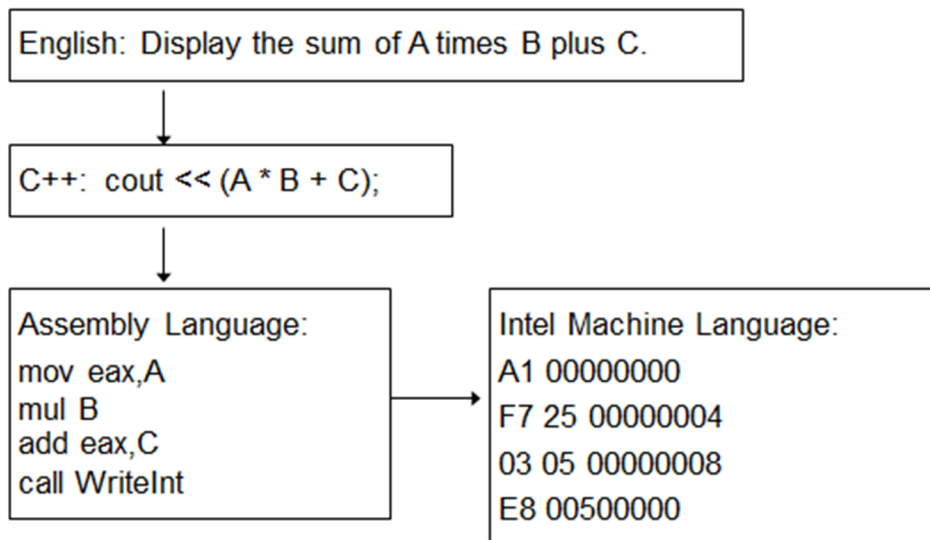 English: Display the sum of A times B plus C.
C++: cout << (A * B + C);
Assembly Language:
mov eax,A
mul B
add eax,C
call WriteInt
Intel Machine Language:
A1 00000000
F7 25 00000004
03 05 00000008
E8 00500000